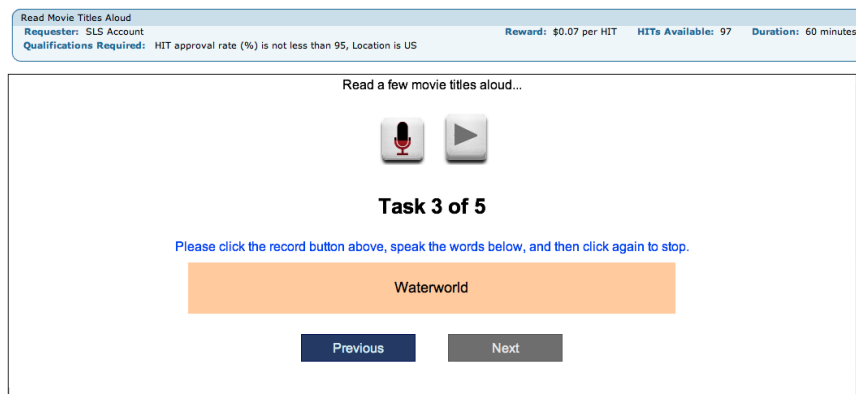 Read Movie Titles Aloud
Requester: SLS Account Reward: $0.07 per HIT HITs Available: 97 Duration: 60 minutes
Qualifications Required: HIT approval rate (%) is not less than 95, Location is US
Read a few movie titles aloud...
Task 3 of 5
Please click the record button above, speak the words below, and then click again to stop.
Waterworld
Previous Next